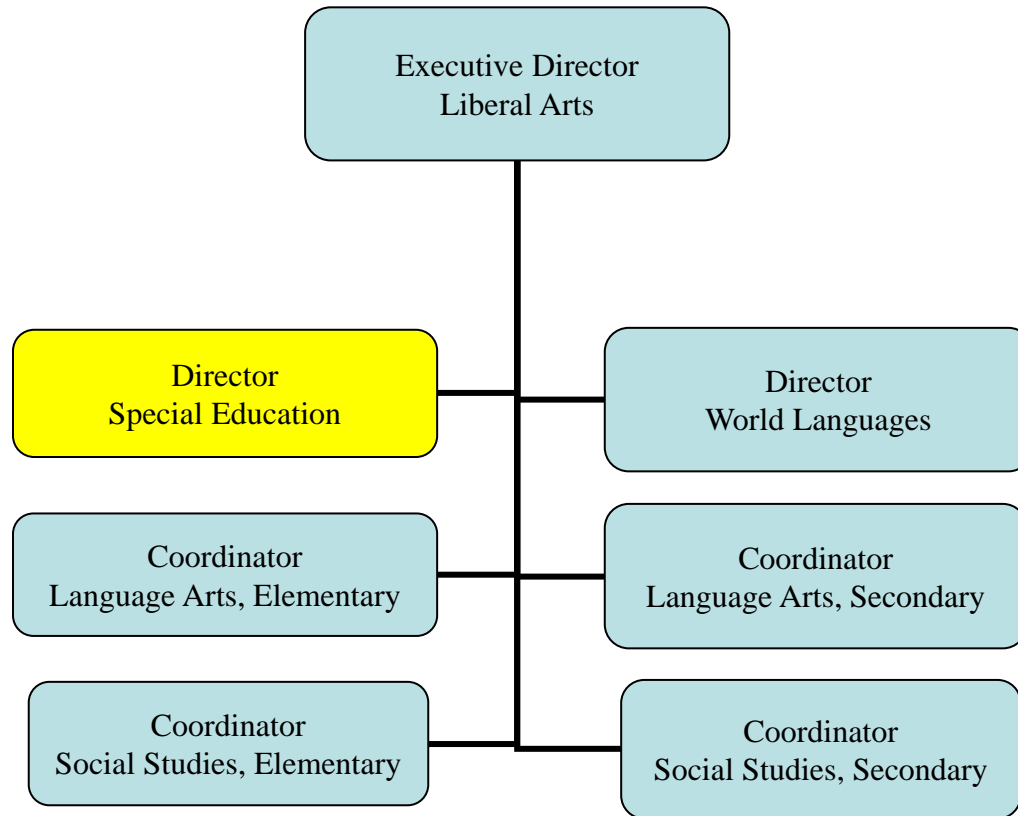 Executive Director
Liberal Arts
Director
Special Education
Director
World Languages
Coordinator
Language Arts, Elementary
Coordinator
Language Arts, Secondary
Coordinator
Social Studies, Elementary
Coordinator
Social Studies, Secondary